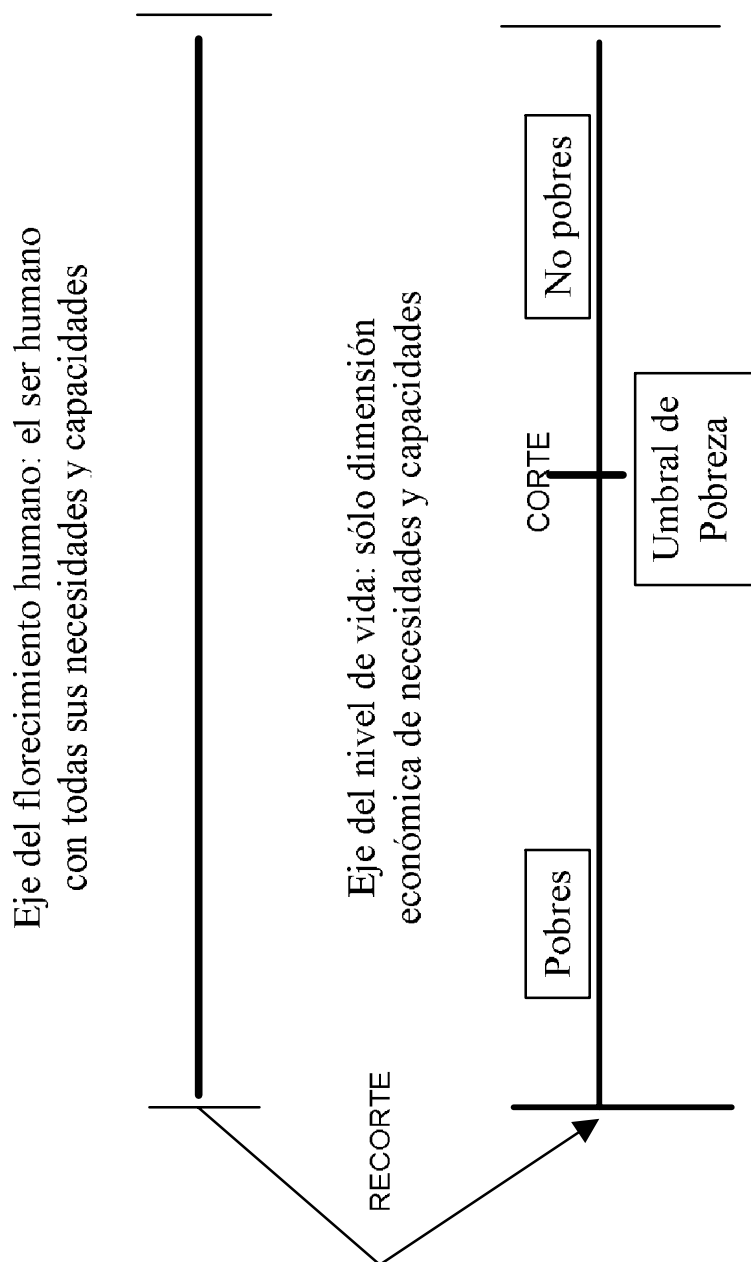 Eje del florecimiento humano: el ser humano
con todas sus necesidades y capacidades
RECORTE
Eje del nivel de vida: sólo dimensión
económica de necesidades y capacidades
Pobres
CORTE
No pobres
Umbral de
Pobreza